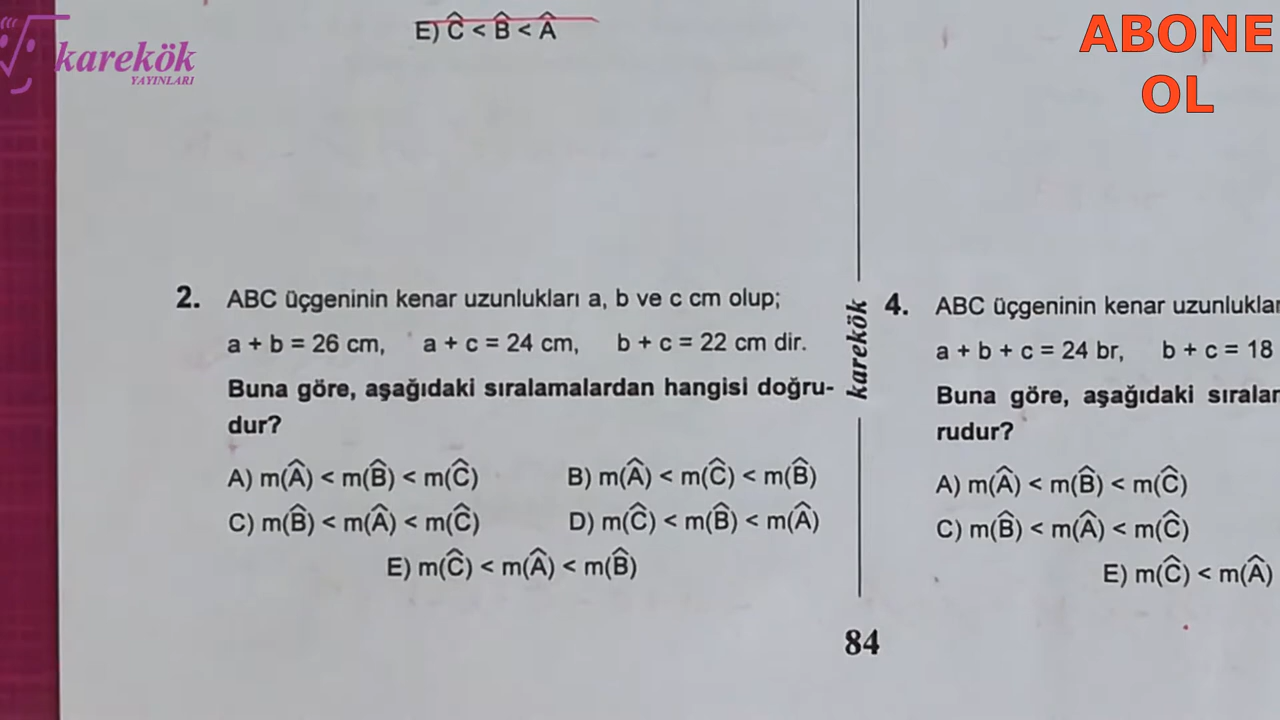 E) Ĉ < B̂ < Â
karekök
YAYINLARI
ABONE
OL
2. ABC üçgeninin kenar uzunlukları a, b ve c cm olup;
a + b = 26 cm, a + c = 24 cm, b + c = 22 cm dir.
Buna göre, aşağıdaki sıralamalardan hangisi doğru-
dur?
A) m(Â) < m(B̂) < m(Ĉ) B) m(Â) < m(Ĉ) < m(B̂)
C) m(B̂) < m(Â) < m(Ĉ) D) m(Ĉ) < m(B̂) < m(Â)
E) m(Ĉ) < m(Â) < m(B̂)
karekök
84
4. ABC üçgeninin kenar uzunluklar
a + b + c = 24 br, b + c = 18
Buna göre, aşağıdaki sıralar
rudur?
A) m(Â) < m(B̂) < m(Ĉ)
C) m(B̂) < m(Â) < m(Ĉ)
E) m(Ĉ) < m(Â)